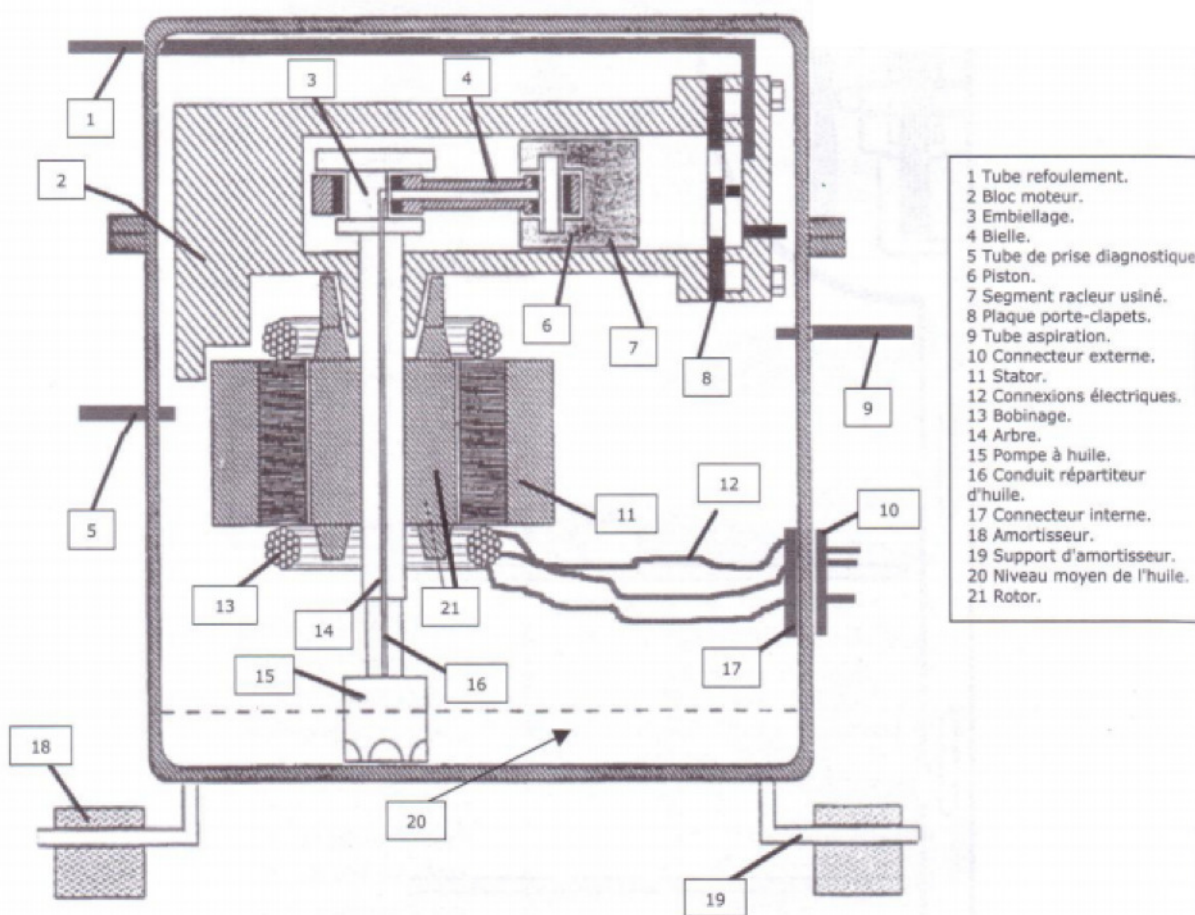 1
2
3
4
5
6
7
8
9
10
11
12
13
14
15
16
17
18
19
20
21
1 Tube refoulement.
2 Bloc moteur.
3 Embiellage.
4 Bielle.
5 Tube de prise diagnostique
6 Piston.
7 Segment racleur usiné.
8 Plaque porte-clapets.
9 Tube aspiration.
10 Connecteur externe.
11 Stator.
12 Connexions électriques.
13 Bobinage.
14 Arbre.
15 Pompe à huile.
16 Conduit répartiteur
d'huile.
17 Connecteur interne.
18 Amortisseur.
19 Support d'amortisseur.
20 Niveau moyen de l'huile.
21 Rotor.